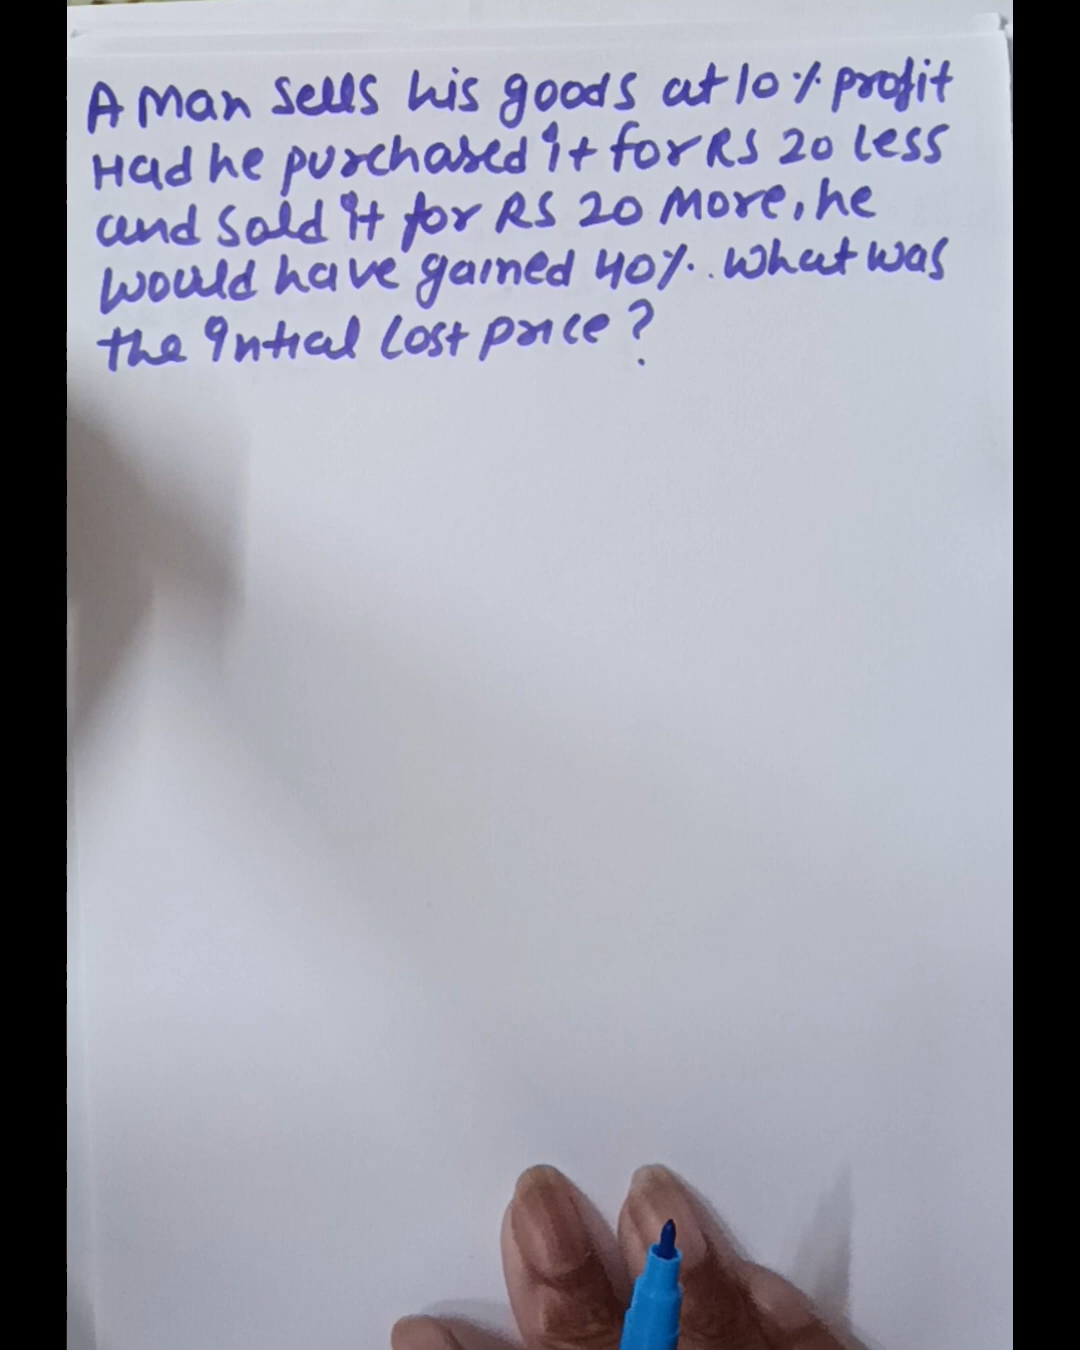 A Man sells his goods at 10% profit
Had he purchased it for RS 20 less
and sold it for RS 20 More, he
would have gained 40%. What was
the intial cost price?